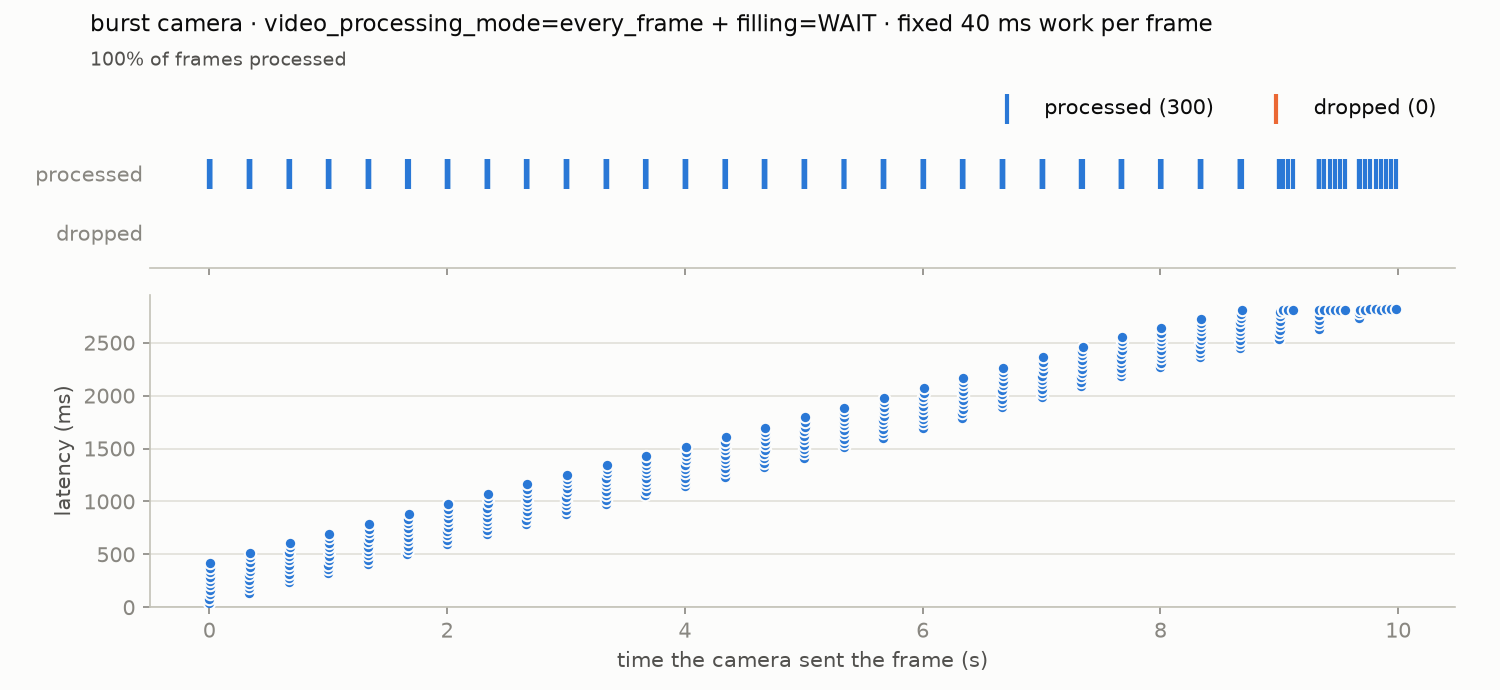 burst camera · video_processing_mode=every_frame + filling=WAIT · fixed 40 ms work per frame
100% of frames processed
processed (300) dropped (0)
processed
dropped
latency (ms)
2500
2000
1500
1000
500
0
0 2 4 6 8 10
time the camera sent the frame (s)